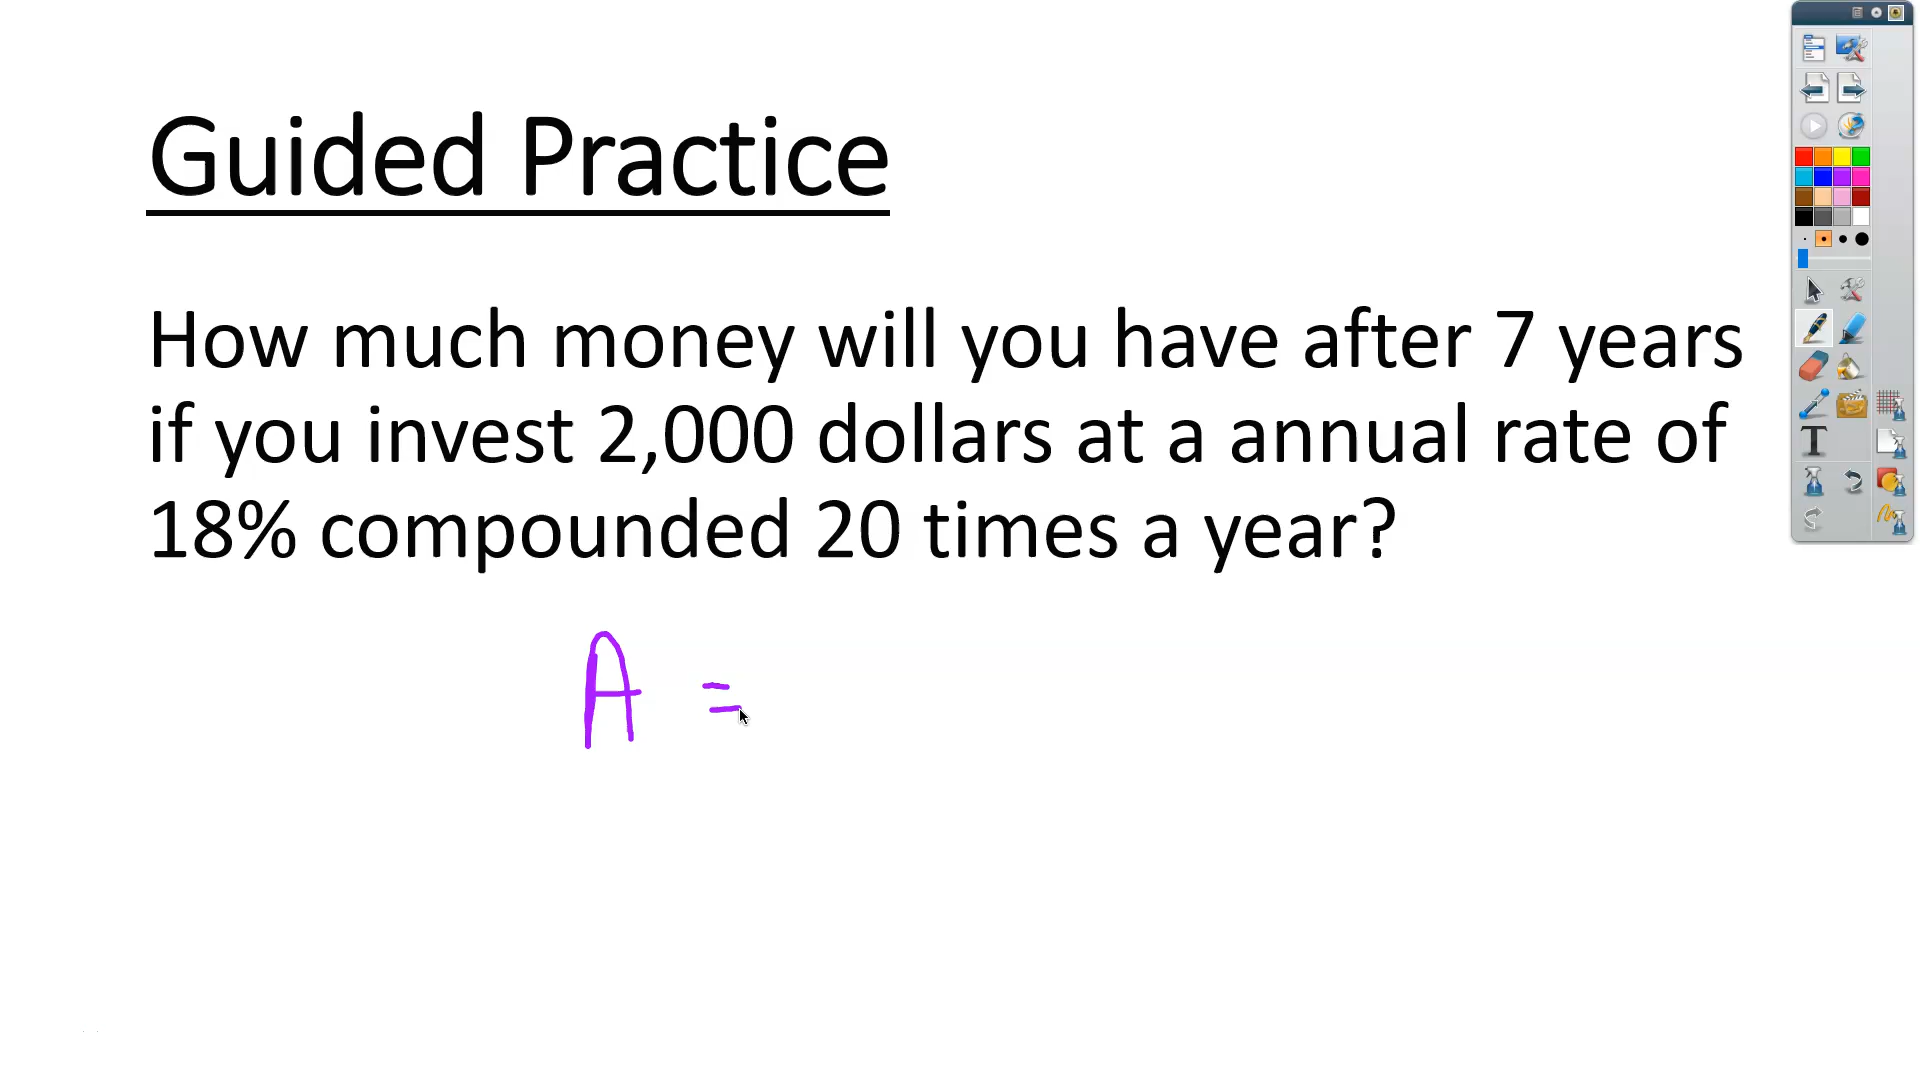 Guided Practice
How much money will you have after 7 years
if you invest 2,000 dollars at a annual rate of
18% compounded 20 times a year?
A =
T